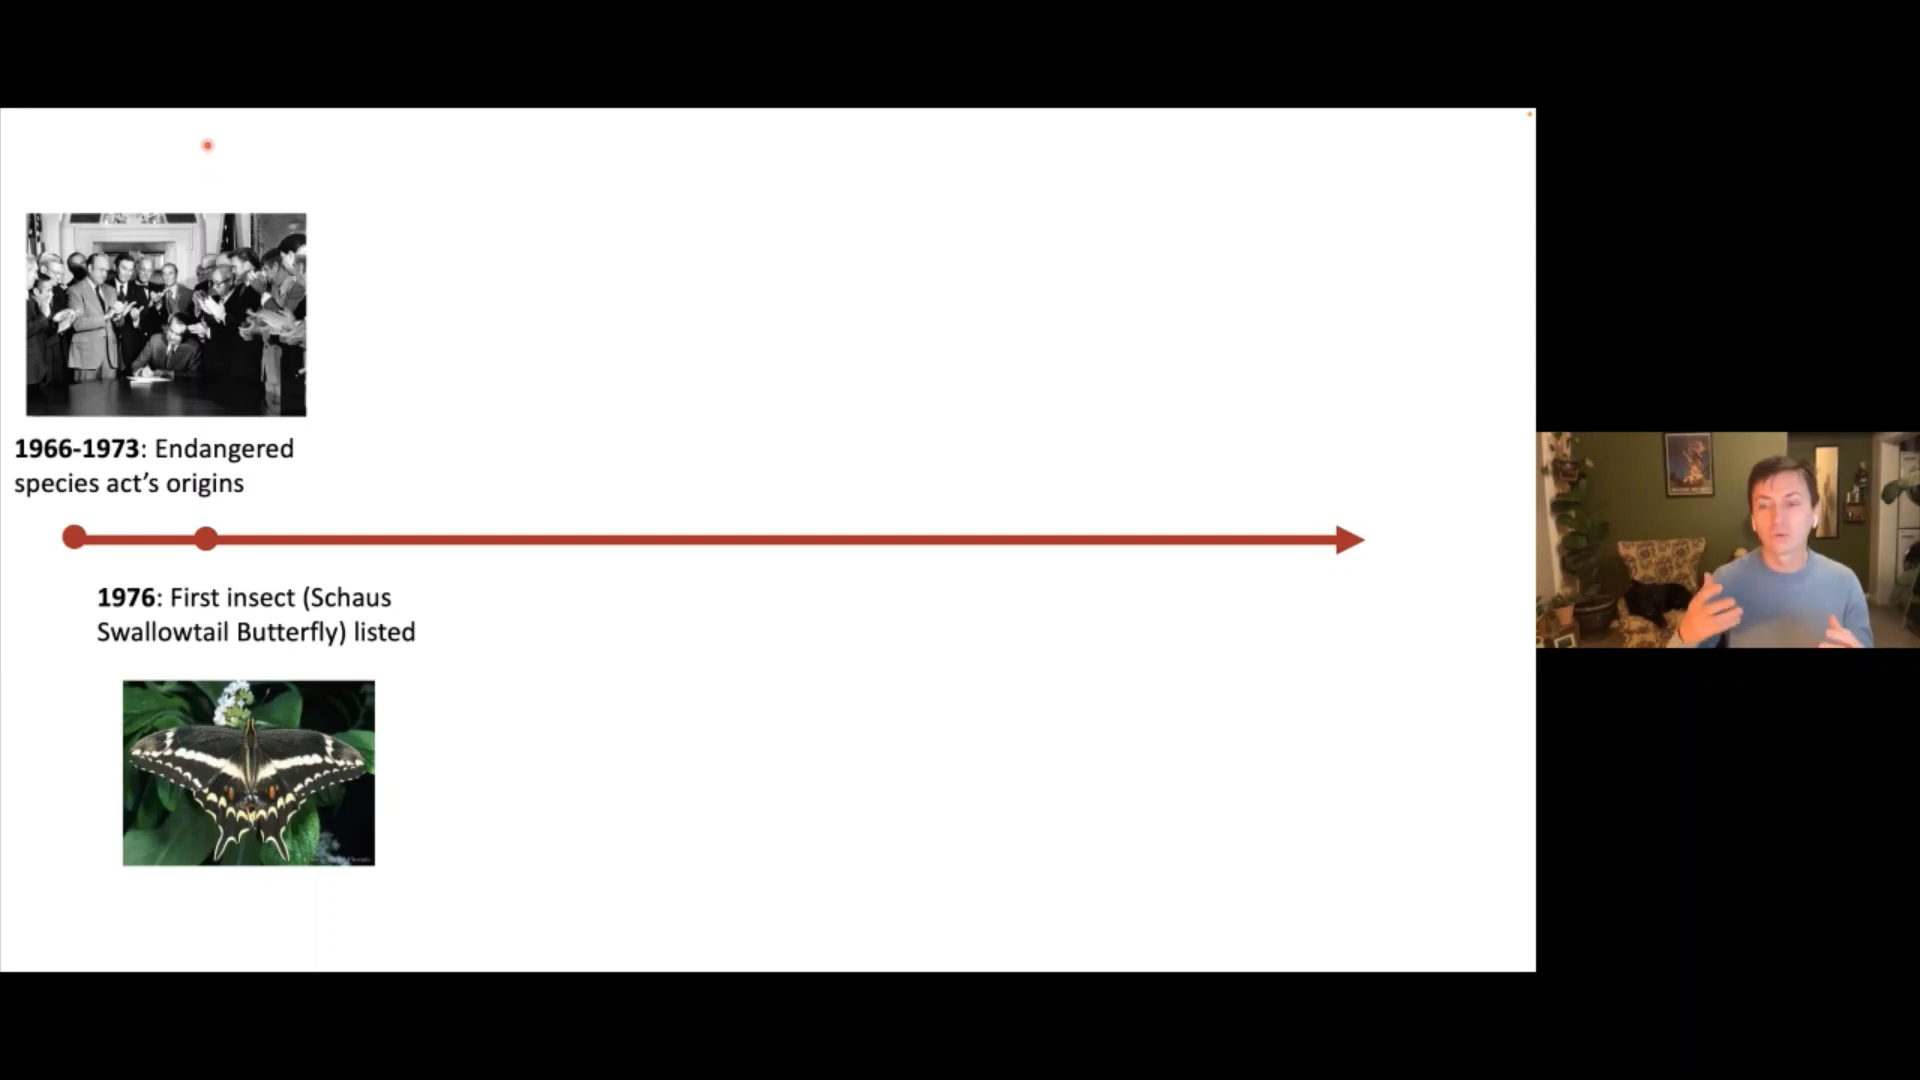 1966-1973: Endangered
species act's origins
1976: First insect (Schaus
Swallowtail Butterfly) listed